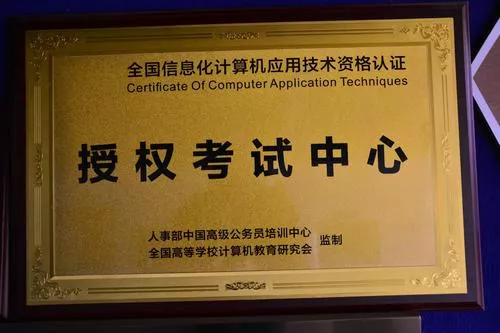 全国信息化计算机应用技术资格认证
Certificate Of Computer Application Techniques
授权考试中心
人事部中国高级公务员培训中心
全国高等学校计算机教育研究会 监制